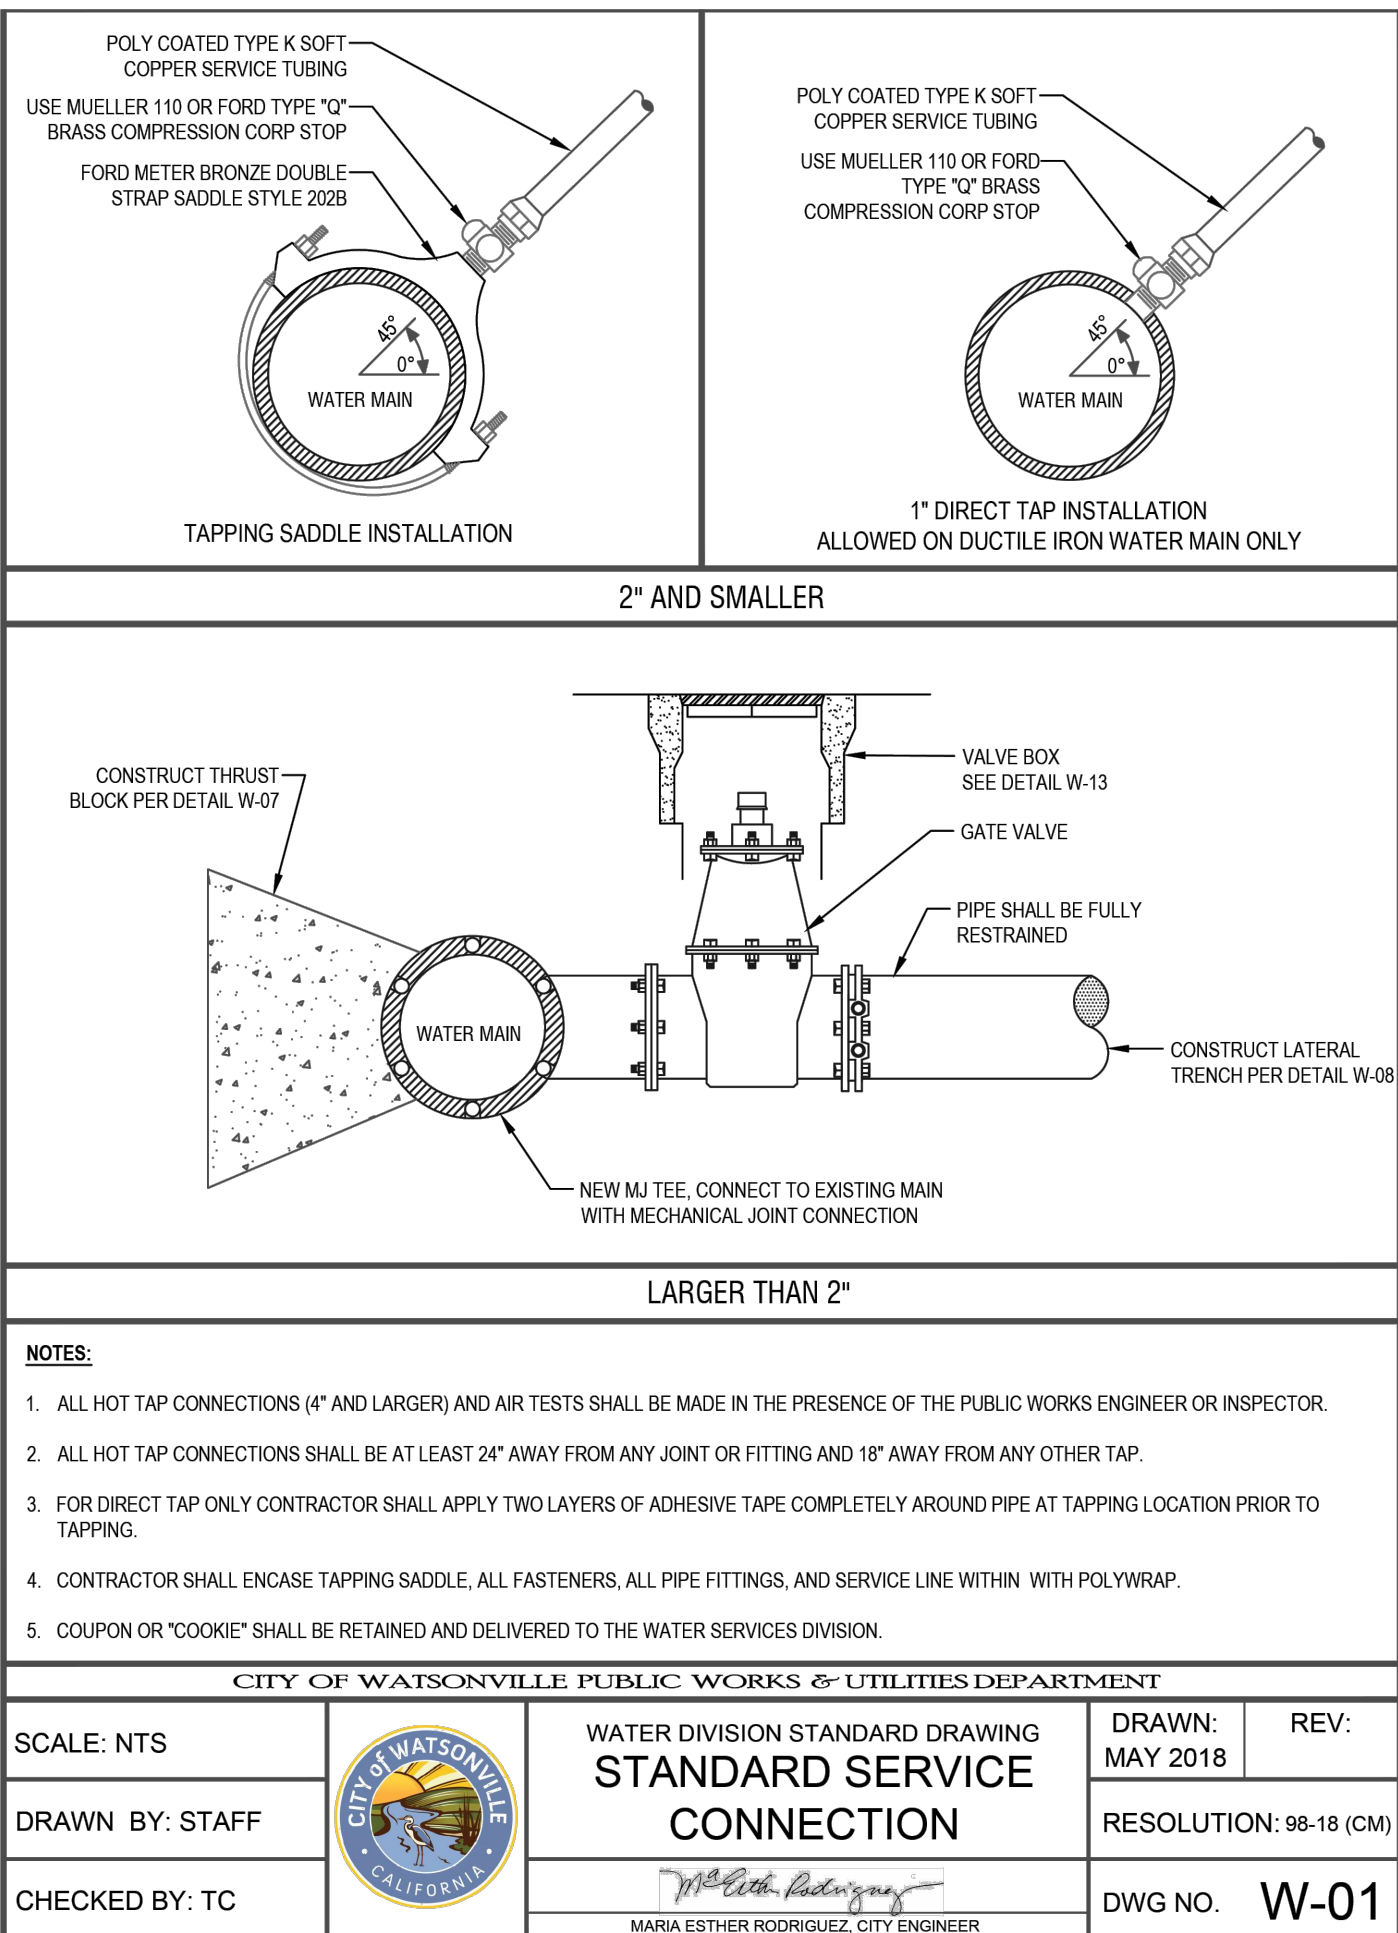 POLY COATED TYPE K SOFT
COPPER SERVICE TUBING
USE MUELLER 110 OR FORD TYPE "Q"
BRASS COMPRESSION CORP STOP
FORD METER BRONZE DOUBLE
STRAP SADDLE STYLE 202B
45°
0°
WATER MAIN
TAPPING SADDLE INSTALLATION
POLY COATED TYPE K SOFT
COPPER SERVICE TUBING
USE MUELLER 110 OR FORD
TYPE "Q" BRASS
COMPRESSION CORP STOP
45°
0°
WATER MAIN
1" DIRECT TAP INSTALLATION
ALLOWED ON DUCTILE IRON WATER MAIN ONLY
2" AND SMALLER
CONSTRUCT THRUST
BLOCK PER DETAIL W-07
VALVE BOX
SEE DETAIL W-13
GATE VALVE
PIPE SHALL BE FULLY
RESTRAINED
WATER MAIN
CONSTRUCT LATERAL
TRENCH PER DETAIL W-08
NEW MJ TEE, CONNECT TO EXISTING MAIN
WITH MECHANICAL JOINT CONNECTION
LARGER THAN 2"
NOTES:
1. ALL HOT TAP CONNECTIONS (4" AND LARGER) AND AIR TESTS SHALL BE MADE IN THE PRESENCE OF THE PUBLIC WORKS ENGINEER OR INSPECTOR.
2. ALL HOT TAP CONNECTIONS SHALL BE AT LEAST 24" AWAY FROM ANY JOINT OR FITTING AND 18" AWAY FROM ANY OTHER TAP.
3. FOR DIRECT TAP ONLY CONTRACTOR SHALL APPLY TWO LAYERS OF ADHESIVE TAPE COMPLETELY AROUND PIPE AT TAPPING LOCATION PRIOR TO
TAPPING.
4. CONTRACTOR SHALL ENCASE TAPPING SADDLE, ALL FASTENERS, ALL PIPE FITTINGS, AND SERVICE LINE WITHIN WITH POLYWRAP.
5. COUPON OR "COOKIE" SHALL BE RETAINED AND DELIVERED TO THE WATER SERVICES DIVISION.
CITY OF WATSONVILLE PUBLIC WORKS & UTILITIES DEPARTMENT
SCALE: NTS
DRAWN BY: STAFF
CHECKED BY: TC
CITY of WATSONVILLE
• CALIFORNIA •
WATER DIVISION STANDARD DRAWING
STANDARD SERVICE
CONNECTION
Ma Esther Rodriguez
MARIA ESTHER RODRIGUEZ, CITY ENGINEER
DRAWN:
MAY 2018
REV:
RESOLUTION: 98-18 (CM)
DWG NO. W-01